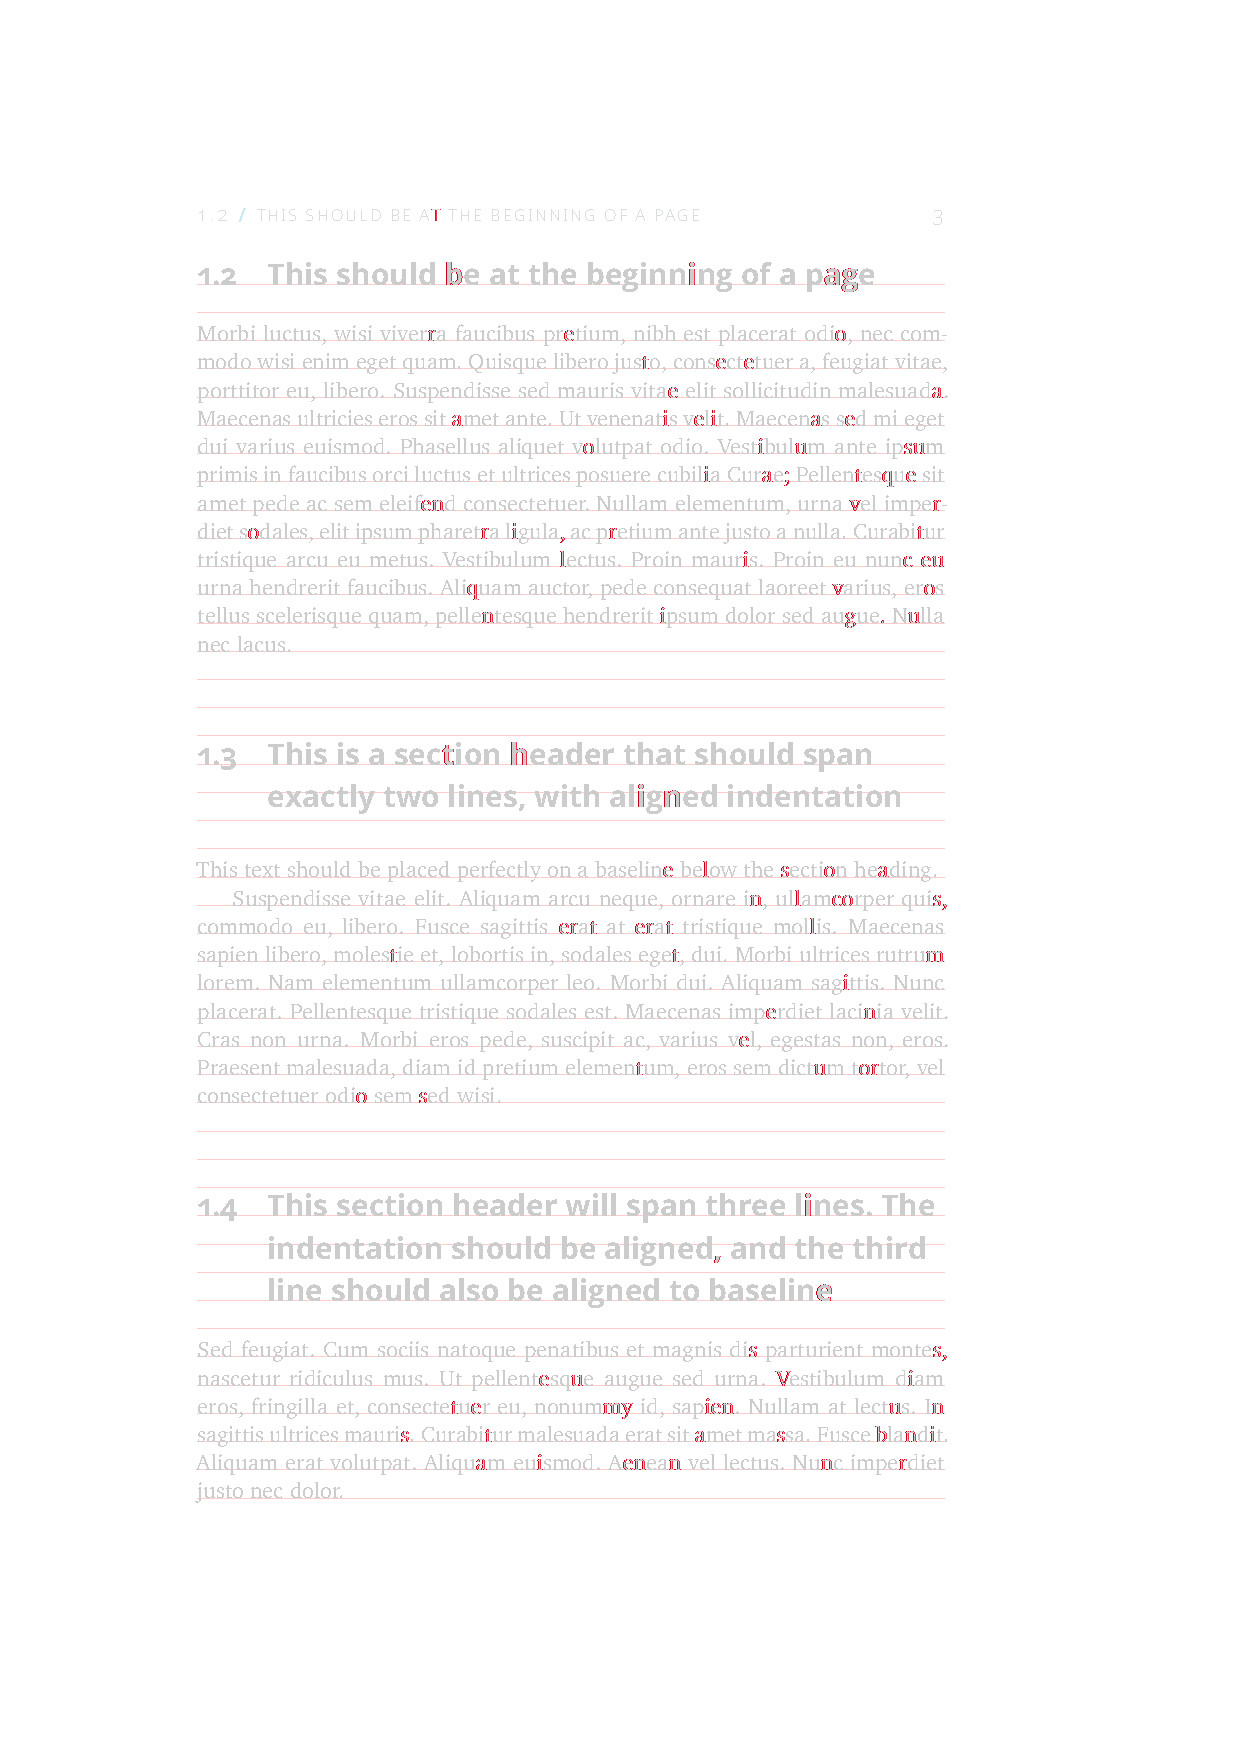 1.2 / THIS SHOULD BE AT THE BEGINNING OF A PAGE 3
1.2 This should be at the beginning of a page
Morbi luctus, wisi viverra faucibus pretium, nibh est placerat odio, nec com-
modo wisi enim eget quam. Quisque libero justo, consectetuer a, feugiat vitae,
porttitor eu, libero. Suspendisse sed mauris vitae elit sollicitudin malesuada.
Maecenas ultricies eros sit amet ante. Ut venenatis velit. Maecenas sed mi eget
dui varius euismod. Phasellus aliquet volutpat odio. Vestibulum ante ipsum
primis in faucibus orci luctus et ultrices posuere cubilia Curae; Pellentesque sit
amet pede ac sem eleifend consectetuer. Nullam elementum, urna vel imper-
diet sodales, elit ipsum pharetra ligula, ac pretium ante justo a nulla. Curabitur
tristique arcu eu metus. Vestibulum lectus. Proin mauris. Proin eu nunc eu
urna hendrerit faucibus. Aliquam auctor, pede consequat laoreet varius, eros
tellus scelerisque quam, pellentesque hendrerit ipsum dolor sed augue. Nulla
nec lacus.
1.3 This is a section header that should span
exactly two lines, with aligned indentation
This text should be placed perfectly on a baseline below the section heading.
Suspendisse vitae elit. Aliquam arcu neque, ornare in, ullamcorper quis,
commodo eu, libero. Fusce sagittis erat at erat tristique mollis. Maecenas
sapien libero, molestie et, lobortis in, sodales eget, dui. Morbi ultrices rutrum
lorem. Nam elementum ullamcorper leo. Morbi dui. Aliquam sagittis. Nunc
placerat. Pellentesque tristique sodales est. Maecenas imperdiet lacinia velit.
Cras non urna. Morbi eros pede, suscipit ac, varius vel, egestas non, eros.
Praesent malesuada, diam id pretium elementum, eros sem dictum tortor, vel
consectetuer odio sem sed wisi.
1.4 This section header will span three lines. The
indentation should be aligned, and the third
line should also be aligned to baseline
Sed feugiat. Cum sociis natoque penatibus et magnis dis parturient montes,
nascetur ridiculus mus. Ut pellentesque augue sed urna. Vestibulum diam
eros, fringilla et, consectetuer eu, nonummy id, sapien. Nullam at lectus. In
sagittis ultrices mauris. Curabitur malesuada erat sit amet massa. Fusce blandit.
Aliquam erat volutpat. Aliquam euismod. Aenean vel lectus. Nunc imperdiet
justo nec dolor.